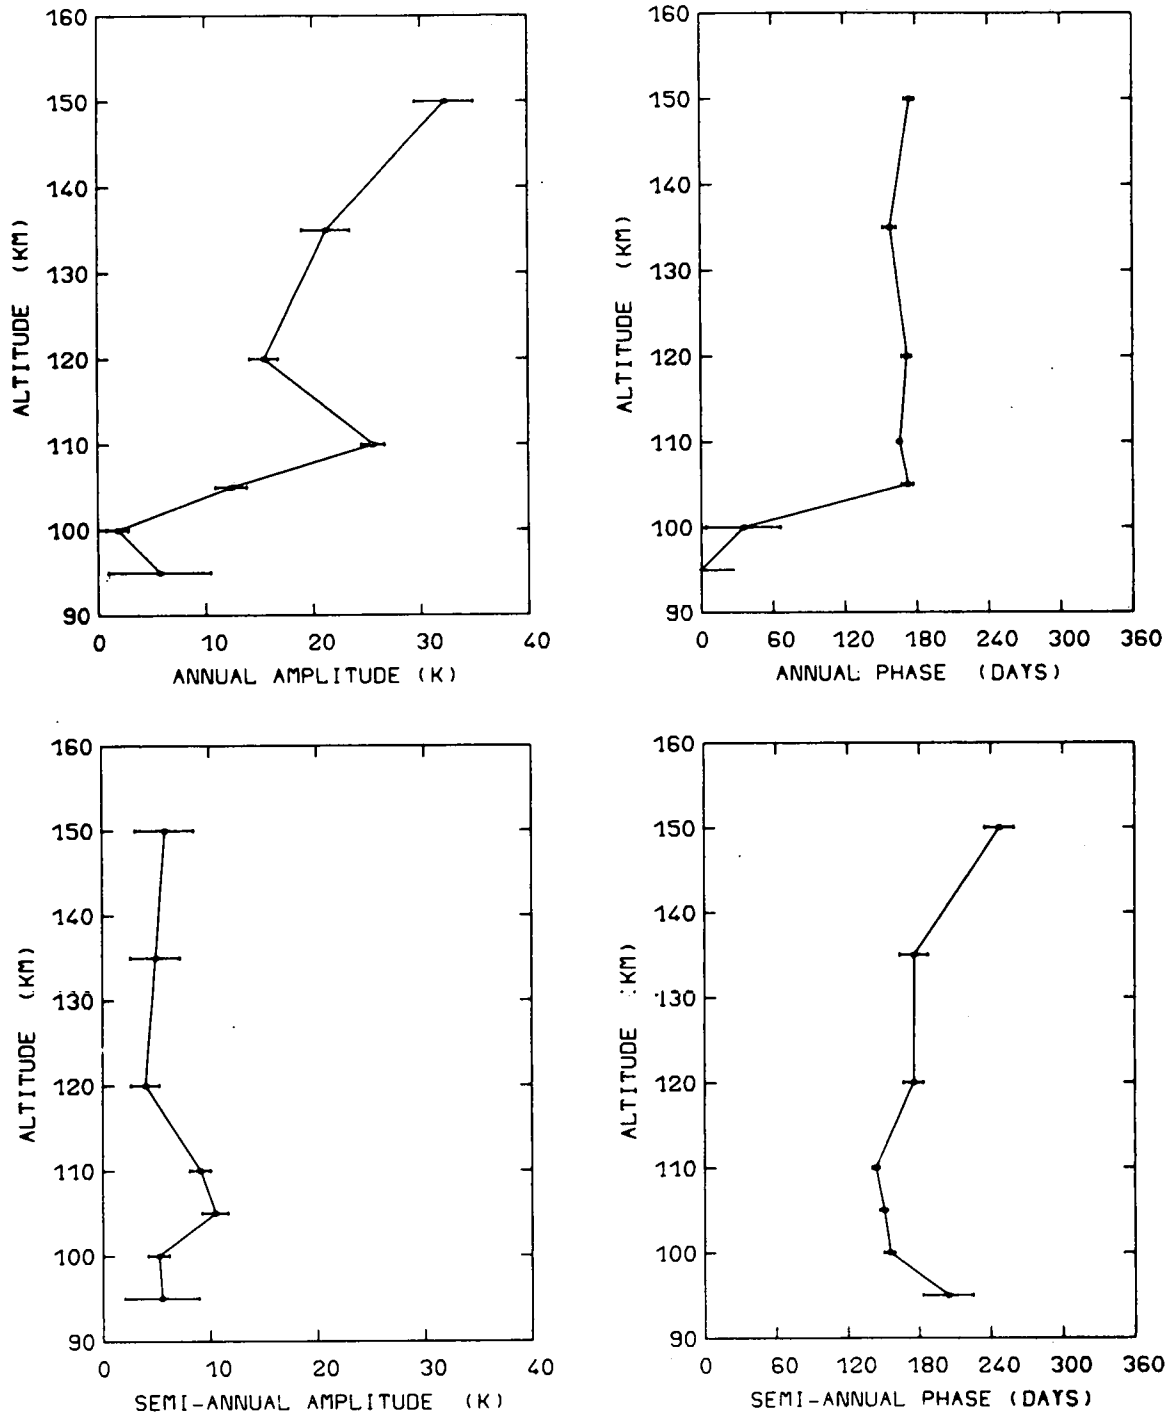 160
150
140
130
120
110
100
90
ALTITUDE (KM)
0 10 20 30 40
ANNUAL AMPLITUDE (K)
160
150
140
130
120
110
100
90
ALTITUDE (KM)
0 60 120 180 240 300 360
ANNUAL PHASE (DAYS)
160
150
140
130
120
110
100
90
ALTITUDE (KM)
0 10 20 30 40
SEMI-ANNUAL AMPLITUDE (K)
160
150
140
130
120
110
100
90
ALTITUDE (KM)
0 60 120 180 240 300 360
SEMI-ANNUAL PHASE (DAYS)